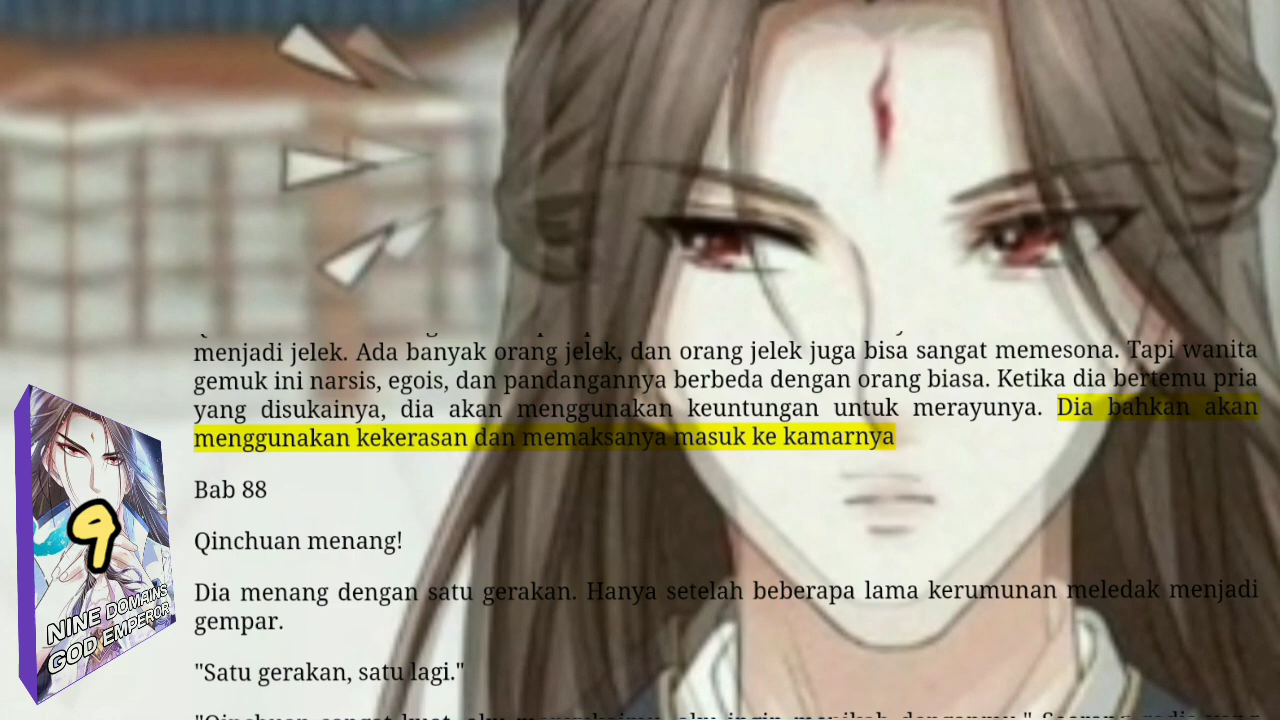 menjadi jelek. Ada banyak orang jelek, dan orang jelek juga bisa sangat memesona. Tapi wanita
gemuk ini narsis, egois, dan pandangannya berbeda dengan orang biasa. Ketika dia bertemu pria
yang disukainya, dia akan menggunakan keuntungan untuk merayunya. Dia bahkan akan
menggunakan kekerasan dan memaksanya masuk ke kamarnya
Bab 88
Qinchuan menang!
Dia menang dengan satu gerakan. Hanya setelah beberapa lama kerumunan meledak menjadi
gempar.
"Satu gerakan, satu lagi."
9
NINE DOMAINS
GOD EMPEROR